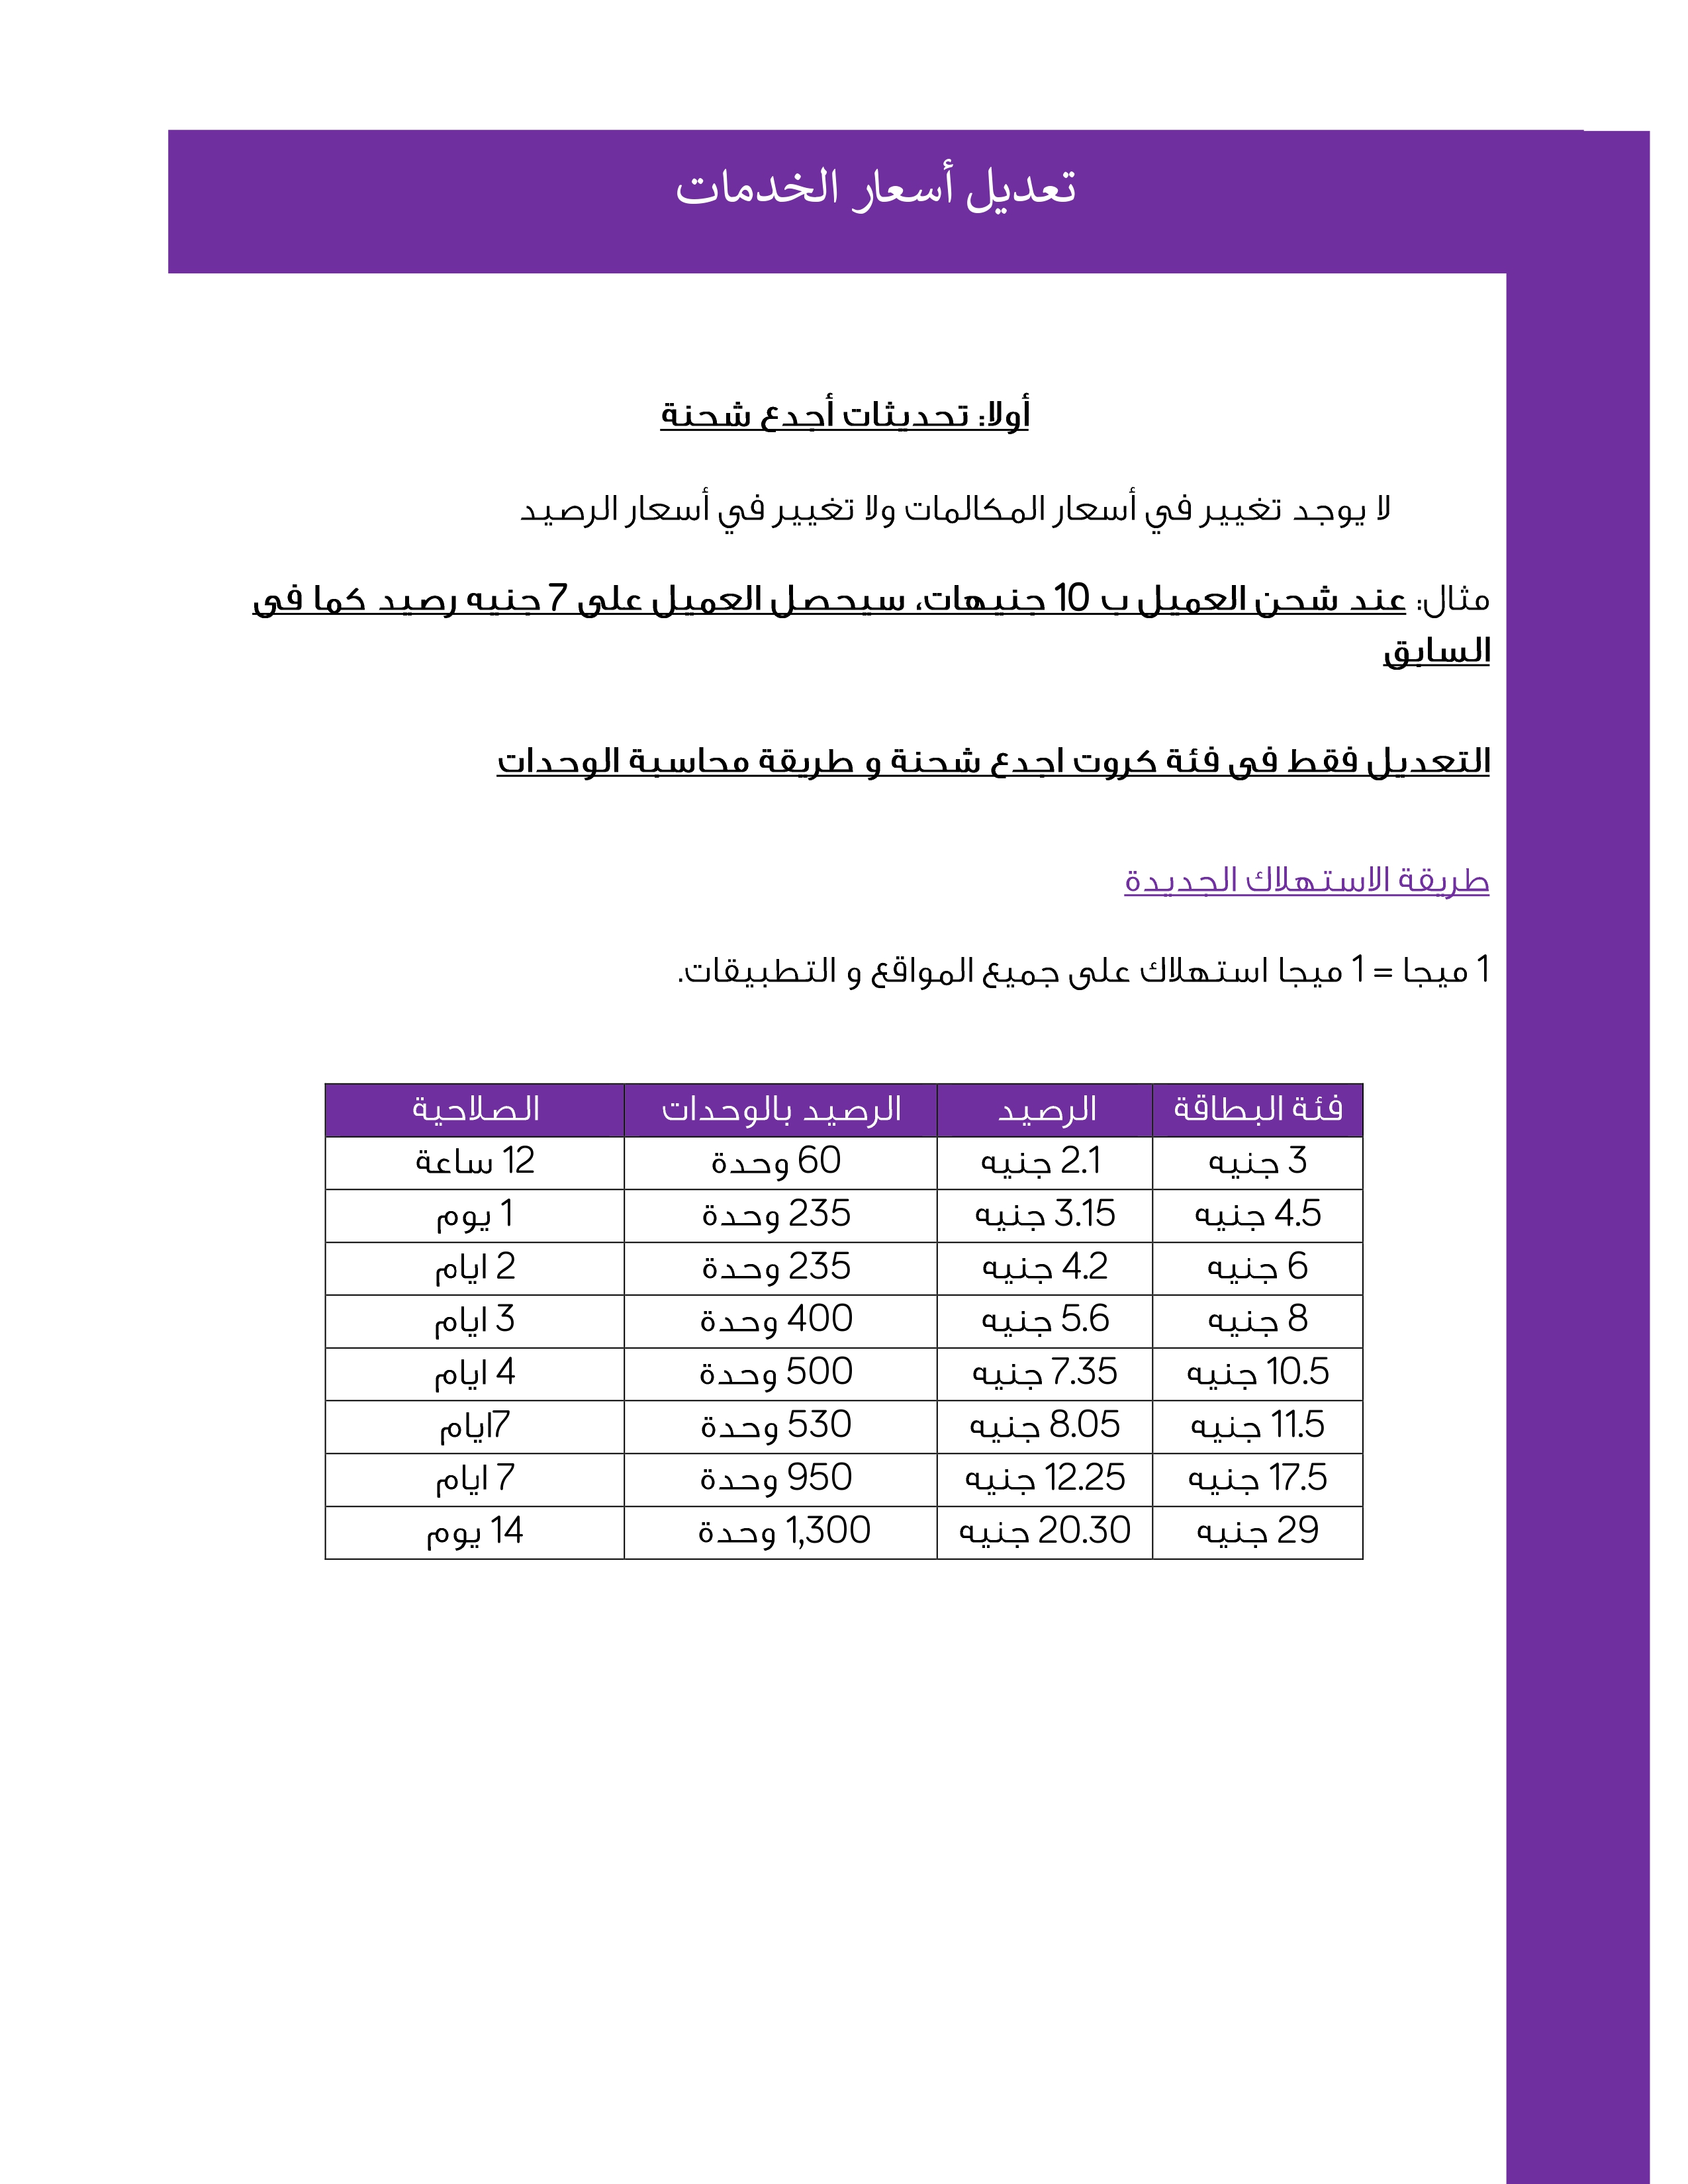 تعديل أسعار الخدمات
أولا: تحديثات أجدع شحنة
لا يوجد تغيير في أسعار المكالمات ولا تغيير في أسعار الرصيد
مثال: عند شحن العميل ب 10 جنيهات، سيحصل العميل على 7 جنيه رصيد كما في
السابق
التعديل فقط في فئة كروت اجدع شحنة و طريقة محاسبة الوحدات
طريقة الاستهلاك الجديدة
1 ميجا = 1 ميجا استهلاك على جميع المواقع و التطبيقات.
فئة البطاقة الرصيد الرصيد بالوحدات الصلاحية
3 جنيه 2.1 جنيه 60 وحدة 12 ساعة
4.5 جنيه 3.15 جنيه 235 وحدة 1 يوم
6 جنيه 4.2 جنيه 235 وحدة 2 ايام
8 جنيه 5.6 جنيه 400 وحدة 3 ايام
10.5 جنيه 7.35 جنيه 500 وحدة 4 ايام
11.5 جنيه 8.05 جنيه 530 وحدة 7ايام
17.5 جنيه 12.25 جنيه 950 وحدة 7 ايام
29 جنيه 20.30 جنيه 1,300 وحدة 14 يوم